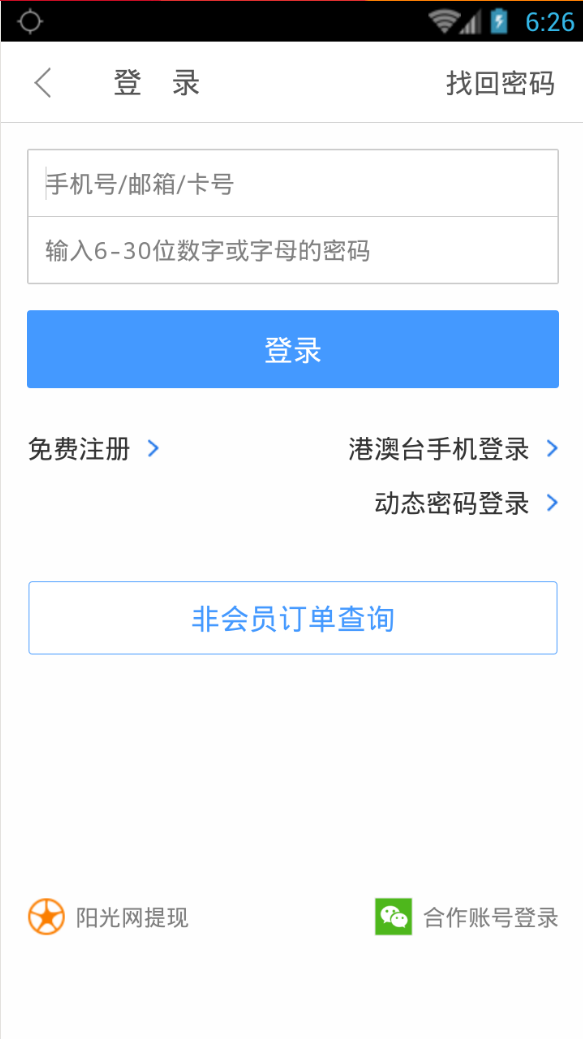 6:26
登 录
找回密码
手机号/邮箱/卡号
输入6-30位数字或字母的密码
登录
免费注册
港澳台手机登录
动态密码登录
非会员订单查询
阳光网提现
合作账号登录